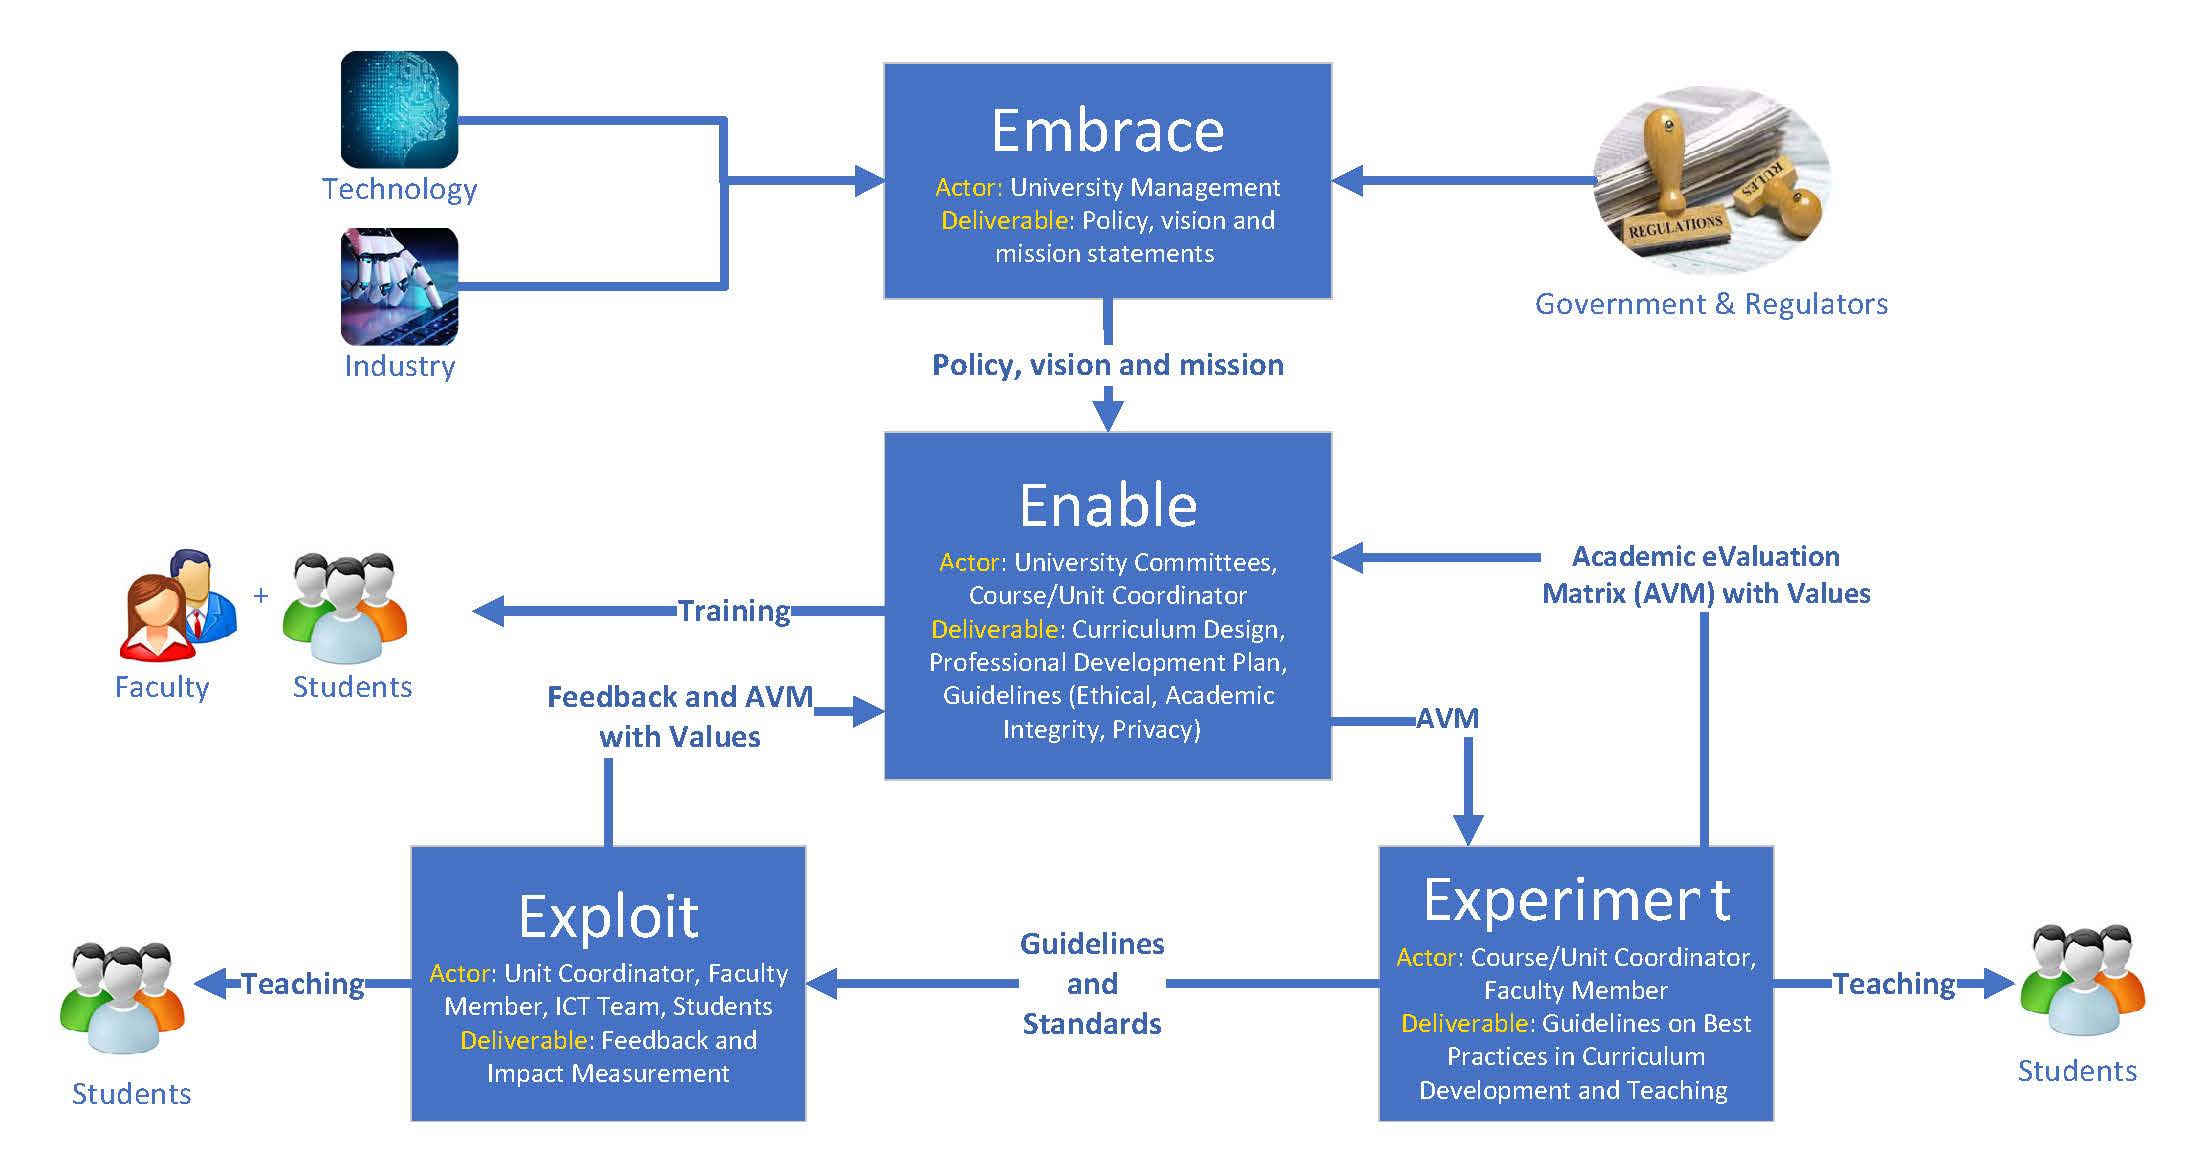 Technology
Industry
Embrace
Actor: University Management
Deliverable: Policy, vision and
mission statements
REGULATIONS
RULES
Government & Regulators
Policy, vision and mission
Enable
Actor: University Committees,
Course/Unit Coordinator
Deliverable: Curriculum Design,
Professional Development Plan,
Guidelines (Ethical, Academic
Integrity, Privacy)
Academic eValuation
Matrix (AVM) with Values
Training
+
Faculty
Students
Feedback and AVM
with Values
AVM
Exploit
Actor: Unit Coordinator, Faculty
Member, ICT Team, Students
Deliverable: Feedback and
Impact Measurement
Teaching
Students
Guidelines
and
Standards
Experiment
Actor: Course/Unit Coordinator,
Faculty Member
Deliverable: Guidelines on Best
Practices in Curriculum
Development and Teaching
Teaching
Students